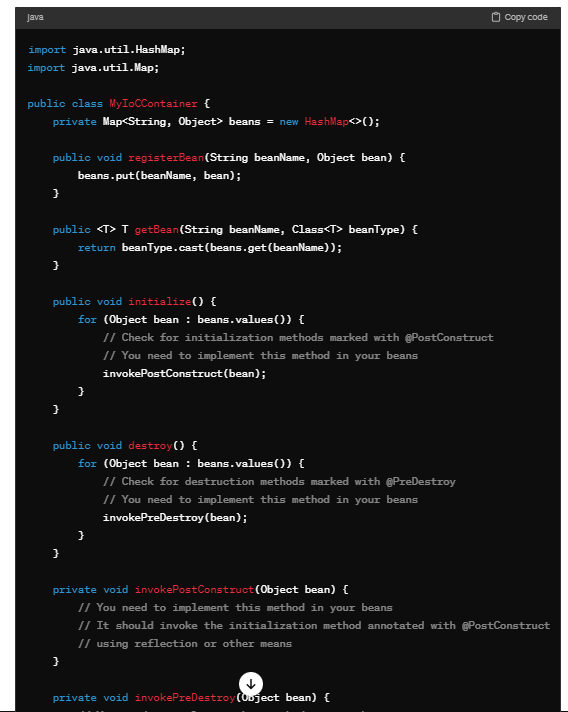 java
Copy code
import java.util.HashMap;
import java.util.Map;
public class MyIoCContainer {
private Map<String, Object> beans = new HashMap<>();
public void registerBean(String beanName, Object bean) {
beans.put(beanName, bean);
}
public <T> T getBean(String beanName, Class<T> beanType) {
return beanType.cast(beans.get(beanName));
}
public void initialize() {
for (Object bean : beans.values()) {
// Check for initialization methods marked with @PostConstruct
// You need to implement this method in your beans
invokePostConstruct(bean);
}
}
public void destroy() {
for (Object bean : beans.values()) {
// Check for destruction methods marked with @PreDestroy
// You need to implement this method in your beans
invokePreDestroy(bean);
}
}
private void invokePostConstruct(Object bean) {
// You need to implement this method in your beans
// It should invoke the initialization method annotated with @PostConstruct
// using reflection or other means
}
private void invokePreDestroy(Object bean) {